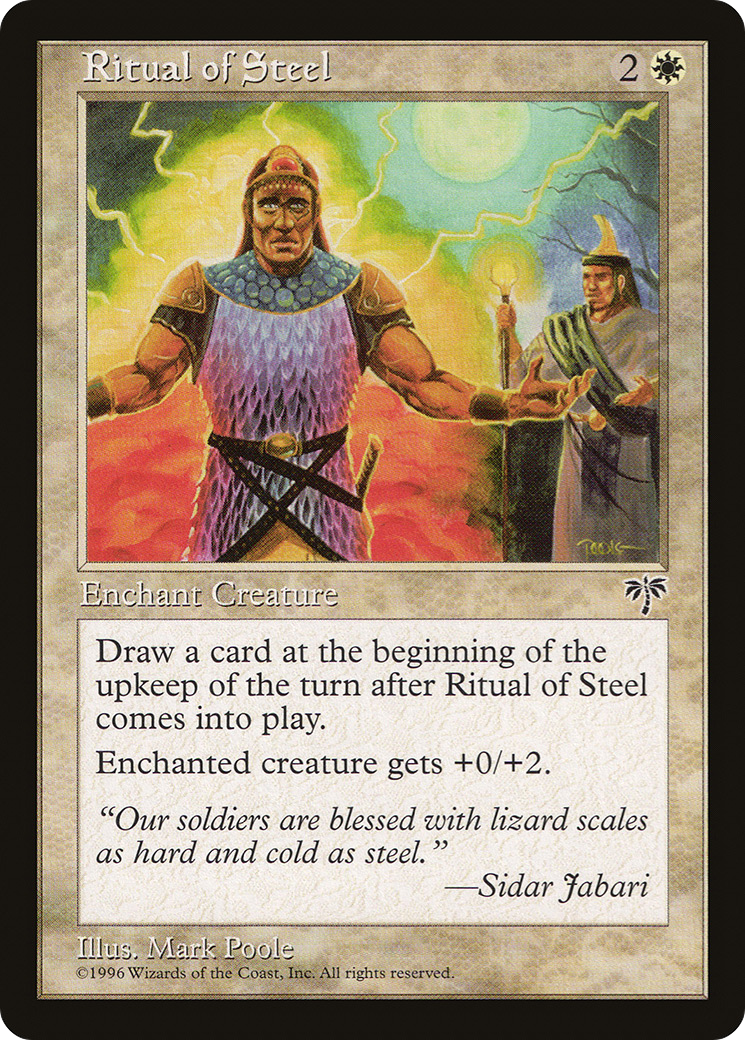 Ritual of Steel 2
Poole
Enchant Creature
Draw a card at the beginning of the
upkeep of the turn after Ritual of Steel
comes into play.
Enchanted creature gets +0/+2.
“Our soldiers are blessed with lizard scales
as hard and cold as steel.”
—Sidar Jabari
Illus. Mark Poole
©1996 Wizards of the Coast, Inc. All rights reserved.